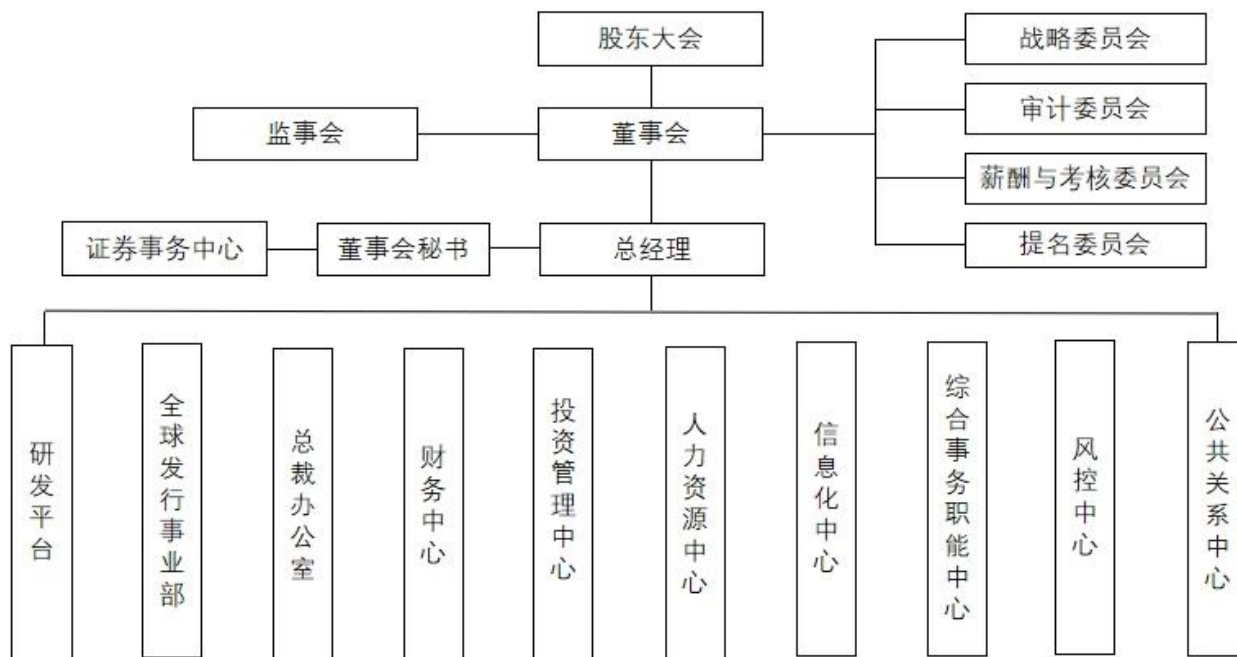 股东大会
战略委员会
审计委员会
监事会
董事会
薪酬与考核委员会
证券事务中心
董事会秘书
总经理
提名委员会
研发平台
全球发行事业部
总裁办公室
财务中心
投资管理中心
人力资源中心
信息化中心
综合事务职能中心
风控中心
公共关系中心